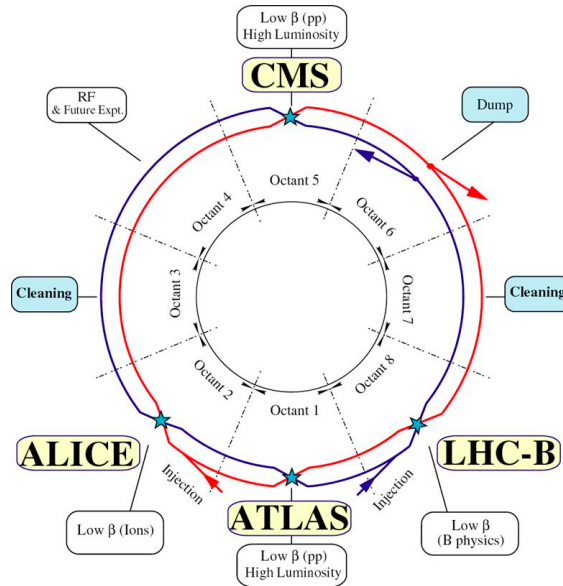 Low β (pp)
High Luminosity
CMS
RF
& Future Expt.
Dump
Octant 5
Octant 4
Octant 6
Octant 3
Octant 7
Cleaning
Cleaning
Octant 2
Octant 8
Octant 1
ALICE
LHC-B
Injection
Injection
ATLAS
Low β (Ions)
Low β
(B physics)
Low β (pp)
High Luminosity